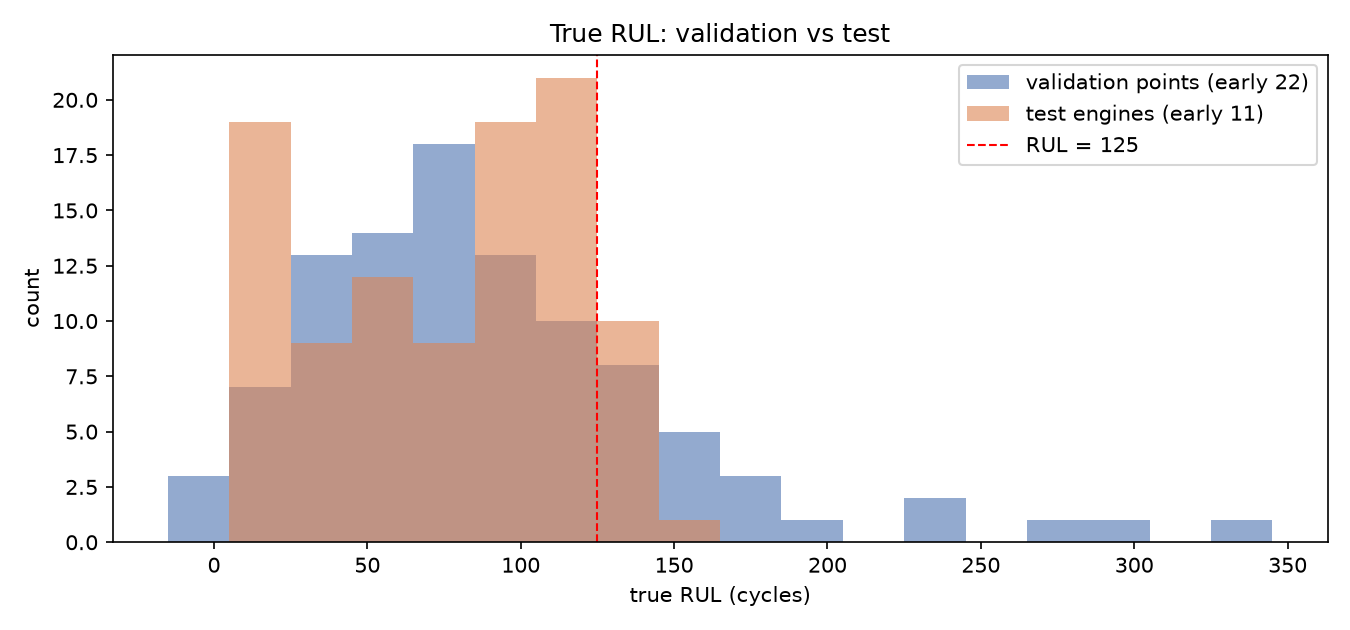 True RUL: validation vs test
validation points (early 22)
test engines (early 11)
RUL = 125
count
20.0
17.5
15.0
12.5
10.0
7.5
5.0
2.5
0.0
0 50 100 150 200 250 300 350
true RUL (cycles)